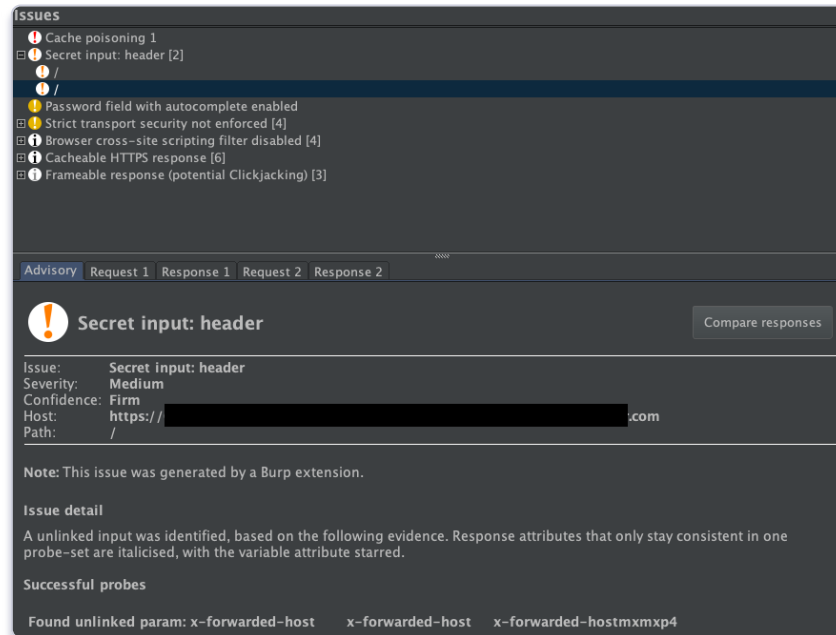 Issues
Cache poisoning 1
Secret input: header [2]
/
/
Password field with autocomplete enabled
Strict transport security not enforced [4]
Browser cross-site scripting filter disabled [4]
Cacheable HTTPS response [6]
Frameable response (potential Clickjacking) [3]
Advisory Request 1 Response 1 Request 2 Response 2
Secret input: header Compare responses
Issue: Secret input: header
Severity: Medium
Confidence: Firm
Host: https:// .com
Path: /
Note: This issue was generated by a Burp extension.
Issue detail
A unlinked input was identified, based on the following evidence. Response attributes that only stay consistent in one
probe-set are italicised, with the variable attribute starred.
Successful probes
Found unlinked param: x-forwarded-host x-forwarded-host x-forwarded-hostmxmxp4